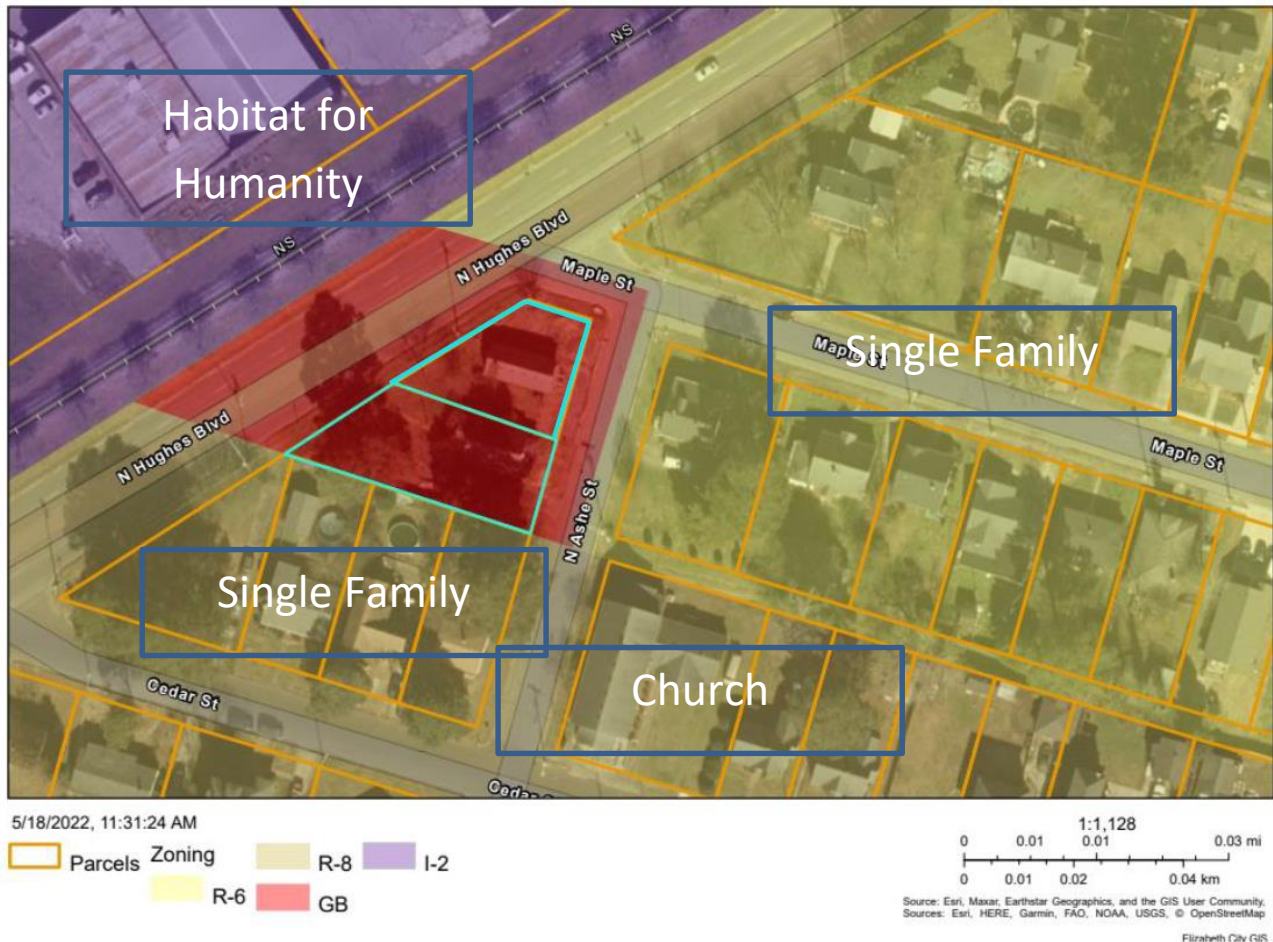 NS
Habitat for
Humanity
NS
N Hughes Blvd
Maple St
Single Family
Maple St
N Hughes Blvd
Maple St
N Ashe St
Single Family
Church
Cedar St
Cedar
5/18/2022, 11:31:24 AM
Parcels
Zoning
R-6
R-8
GB
I-2
1:1,128
0 0.01 0.01 0.03 mi
0 0.01 0.02 0.04 km
Source: Esri, Maxar, Earthstar Geographics, and the GIS User Community,
Sources: Esri, HERE, Garmin, FAO, NOAA, USGS, © OpenStreetMap
Elizabeth City GIS